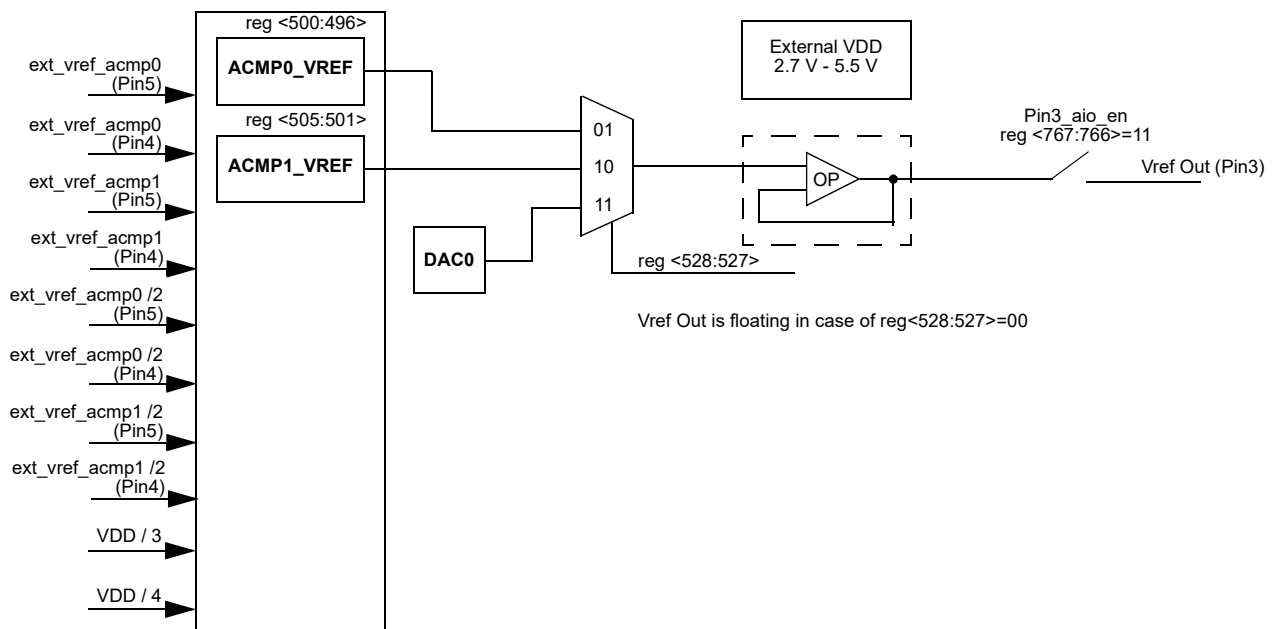 reg <500:496>
ACMP0_VREF
reg <505:501>
ACMP1_VREF
ext_vref_acmp0
(Pin5)
ext_vref_acmp0
(Pin4)
ext_vref_acmp1
(Pin5)
ext_vref_acmp1
(Pin4)
ext_vref_acmp0 /2
(Pin5)
ext_vref_acmp0 /2
(Pin4)
ext_vref_acmp1 /2
(Pin5)
ext_vref_acmp1 /2
(Pin4)
VDD / 3
VDD / 4
DAC0
01
10
11
reg <528:527>
External VDD
2.7 V - 5.5 V
OP
Pin3_aio_en
reg <767:766>=11
Vref Out (Pin3)
Vref Out is floating in case of reg<528:527>=00